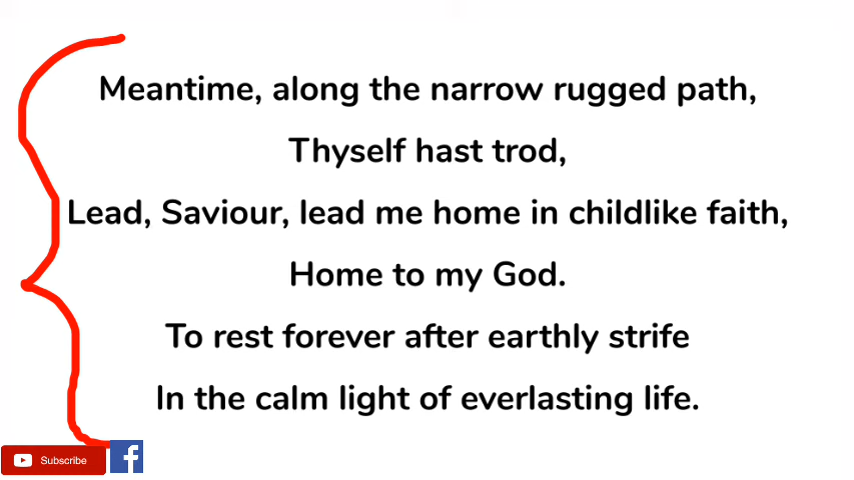 Meantime, along the narrow rugged path,
Thyself hast trod,
Lead, Saviour, lead me home in childlike faith,
Home to my God.
To rest forever after earthly strife
In the calm light of everlasting life.
Subscribe
f